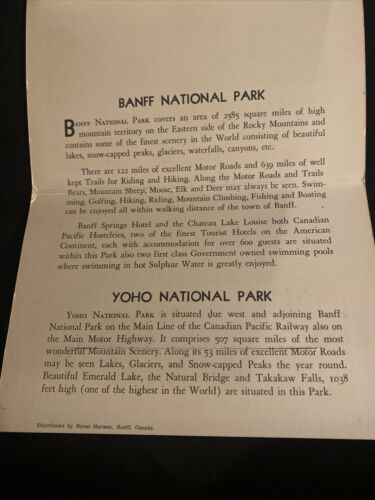 BANFF NATIONAL PARK
BANFF NATIONAL PARK covers an area of 2585 square miles of high
mountain territory on the Eastern side of the Rocky Mountains and
contains some of the finest scenery in the World consisting of beautiful
lakes, snow-capped peaks, glaciers, waterfalls, canyons, etc.
There are 122 miles of excellent Motor Roads and 639 miles of well
kept Trails for Riding and Hiking. Along the Motor Roads and Trails
Bears, Mountain Sheep, Moose, Elk and Deer may always be seen. Swim-
ming, Golfing, Hiking, Riding, Mountain Climbing, Fishing and Boating
can be enjoyed all within walking distance of the town of Banff.
Banff Springs Hotel and the Chateau Lake Louise both Canadian
Pacific Hostelries, two of the finest Tourist Hotels on the American
Continent, each with accommodation for over 600 guests are situated
within this Park also two first class Government owned swimming pools
where swimming in hot Sulphur Water is greatly enjoyed.
YOHO NATIONAL PARK
YOHO NATIONAL PARK is situated due west and adjoining Banff
National Park on the Main Line of the Canadian Pacific Railway also on
the Main Motor Highway. It comprises 507 square miles of the most
wonderful Mountain Scenery. Along its 53 miles of excellent Motor Roads
may be seen Lakes, Glaciers, and Snow-capped Peaks the year round.
Beautiful Emerald Lake, the Natural Bridge and Takakaw Falls, 1038
feet high (one of the highest in the World) are situated in this Park.
Distributed by Byron Harmon, Banff, Canada.